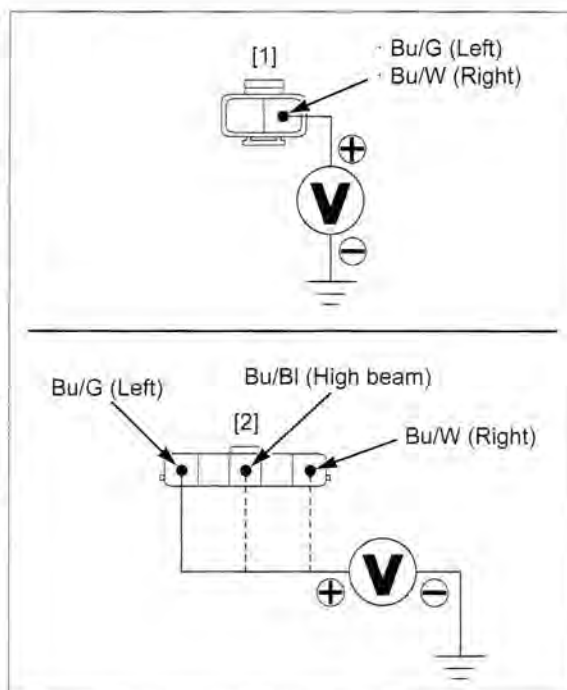 [1]
· Bu/G (Left)
· Bu/W (Right)
+
V
−
Bu/G (Left)
Bu/Bl (High beam)
[2]
Bu/W (Right)
+
V
−